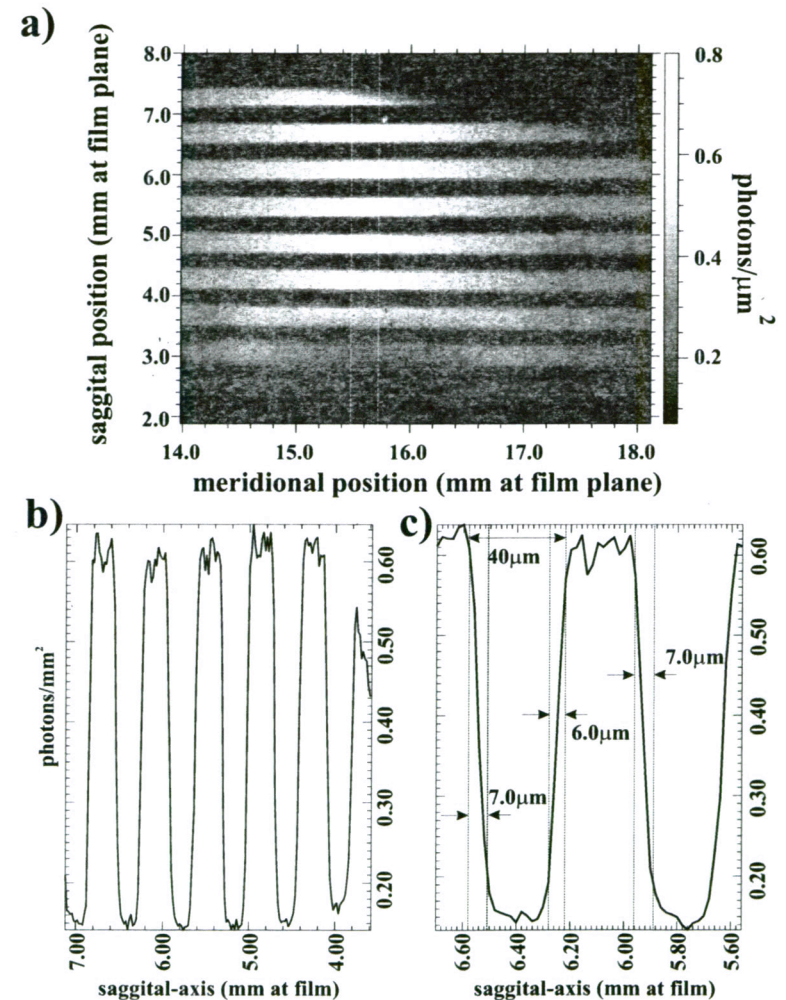 a)
saggital position (mm at film plane)
8.0
7.0
6.0
5.0
4.0
3.0
2.0
14.0 15.0 16.0 17.0 18.0
meridional position (mm at film plane)
0.8
0.6
0.4
0.2
photons/μm²
b)
photons/mm²
0.60
0.50
0.40
0.30
0.20
7.00 6.00 5.00 4.00
saggital-axis (mm at film)
c)
40μm
7.0μm
6.0μm
7.0μm
0.60
0.50
0.40
0.30
0.20
6.60 6.40 6.20 6.00 5.80 5.60
saggital-axis (mm at film)